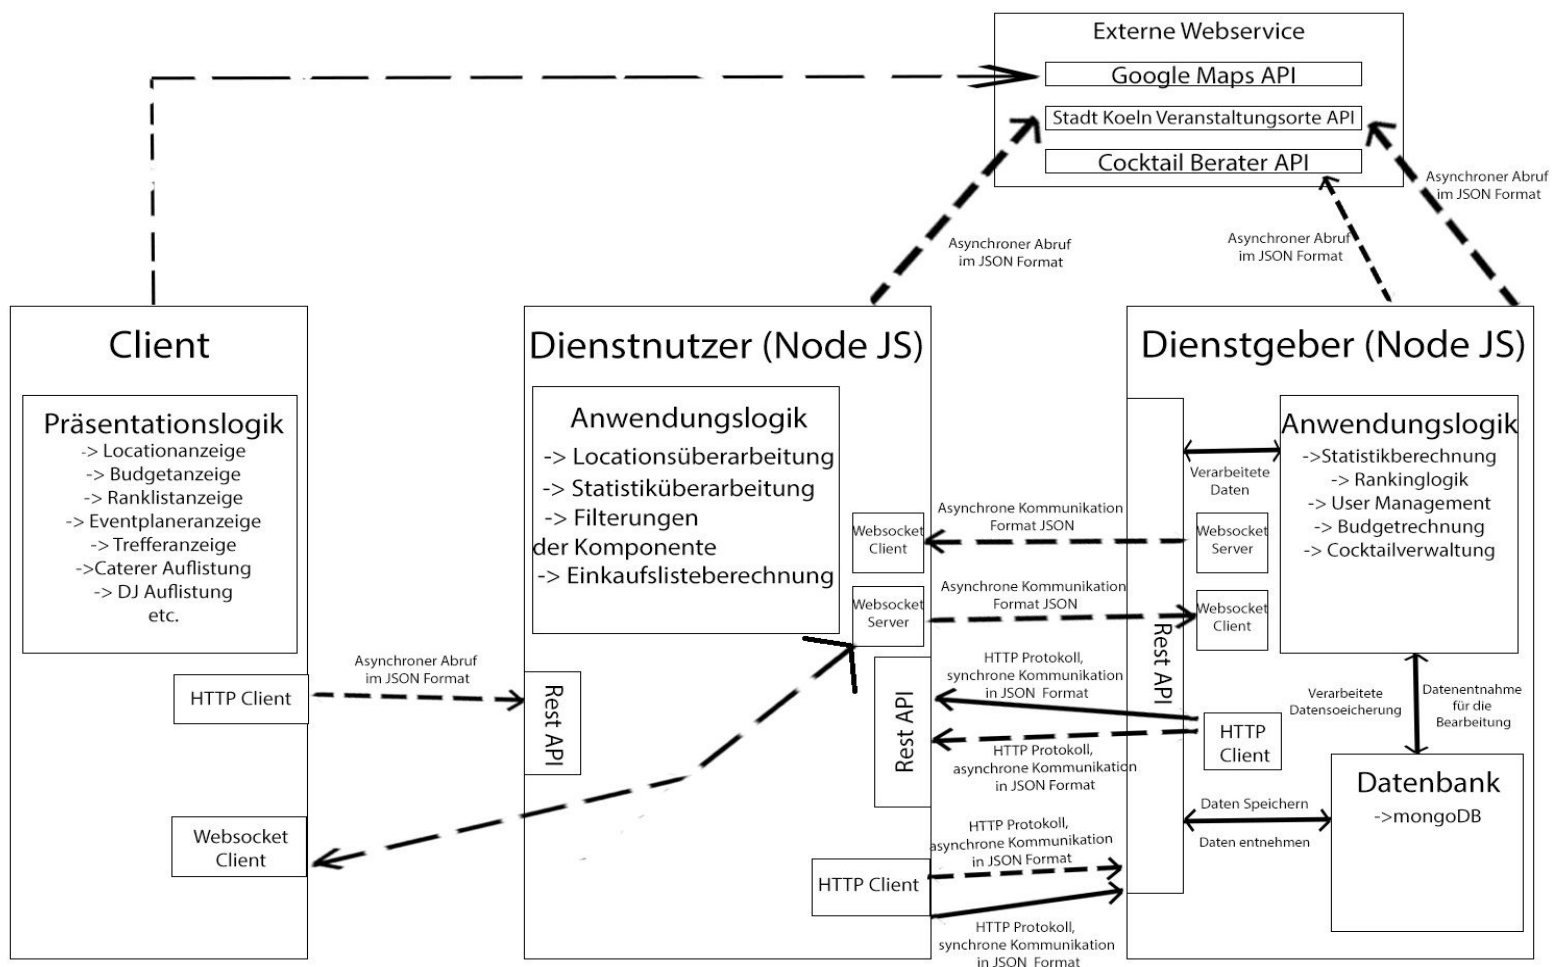 Externe Webservice
Google Maps API
Stadt Koeln Veranstaltungsorte API
Cocktail Berater API
Asynchroner Abruf
im JSON Format
Asynchroner Abruf
im JSON Format
Asynchroner Abruf
im JSON Format
Client
Präsentationslogik
-> Locationanzeige
-> Budgetanzeige
-> Ranklistanzeige
-> Eventplaneranzeige
-> Trefferanzeige
->Caterer Auflistung
-> DJ Auflistung
etc.
HTTP Client
Websocket
Client
Asynchroner Abruf
im JSON Format
Dienstnutzer (Node JS)
Anwendungslogik
-> Locationsüberarbeitung
-> Statistiküberarbeitung
-> Filterungen
der Komponente
-> Einkaufslisteberechnung
Websocket
Client
Websocket
Server
Rest API
Rest API
HTTP Client
Asynchrone Kommunikation
Format JSON
Asynchrone Kommunikation
Format JSON
HTTP Protokoll,
synchrone Kommunikation
in JSON Format
HTTP Protokoll,
asynchrone Kommunikation
in JSON Format
HTTP Protokoll,
asynchrone Kommunikation
in JSON Format
HTTP Protokoll,
synchrone Kommunikation
in JSON Format
Dienstgeber (Node JS)
Rest API
Verarbeitete
Daten
Websocket
Server
Websocket
Client
Anwendungslogik
->Statistikberechnung
-> Rankinglogik
-> User Management
-> Budgetrechnung
-> Cocktailverwaltung
Verarbeitete
Datensoeicherung
Datenentnahme
für die
Bearbeitung
HTTP
Client
Daten Speichern
Daten entnehmen
Datenbank
->mongoDB